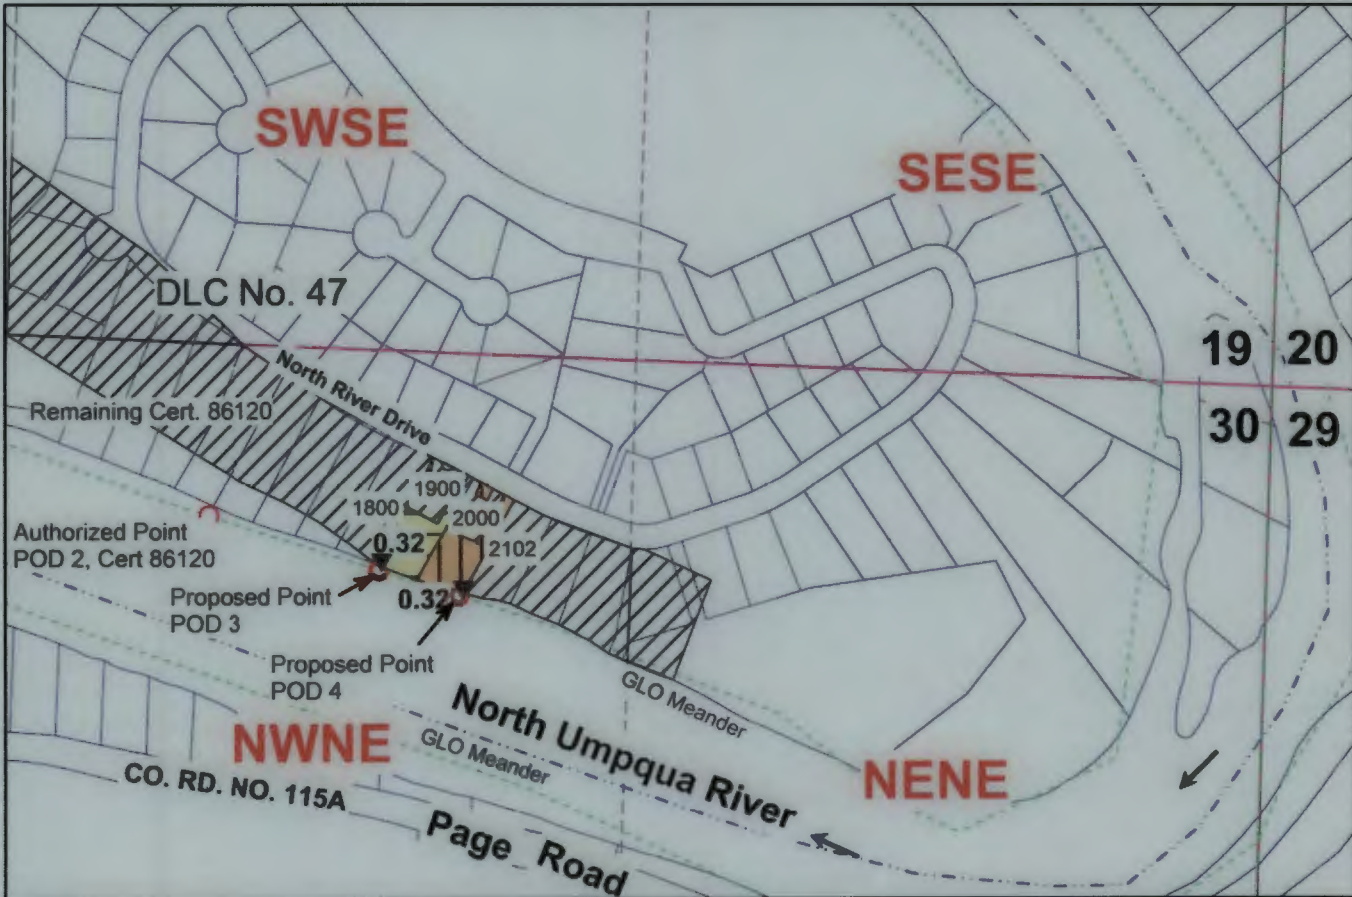 SWSE
SESE
DLC No. 47
19 20
30 29
North River Drive
Remaining Cert. 86120
1900
1800
2000
0.32
2102
Authorized Point
POD 2, Cert 86120
Proposed Point
POD 3
0.32
Proposed Point
POD 4
GLO Meander
North Umpqua River
NWNE
GLO Meander
NENE
CO. RD. NO. 115A
Page Road